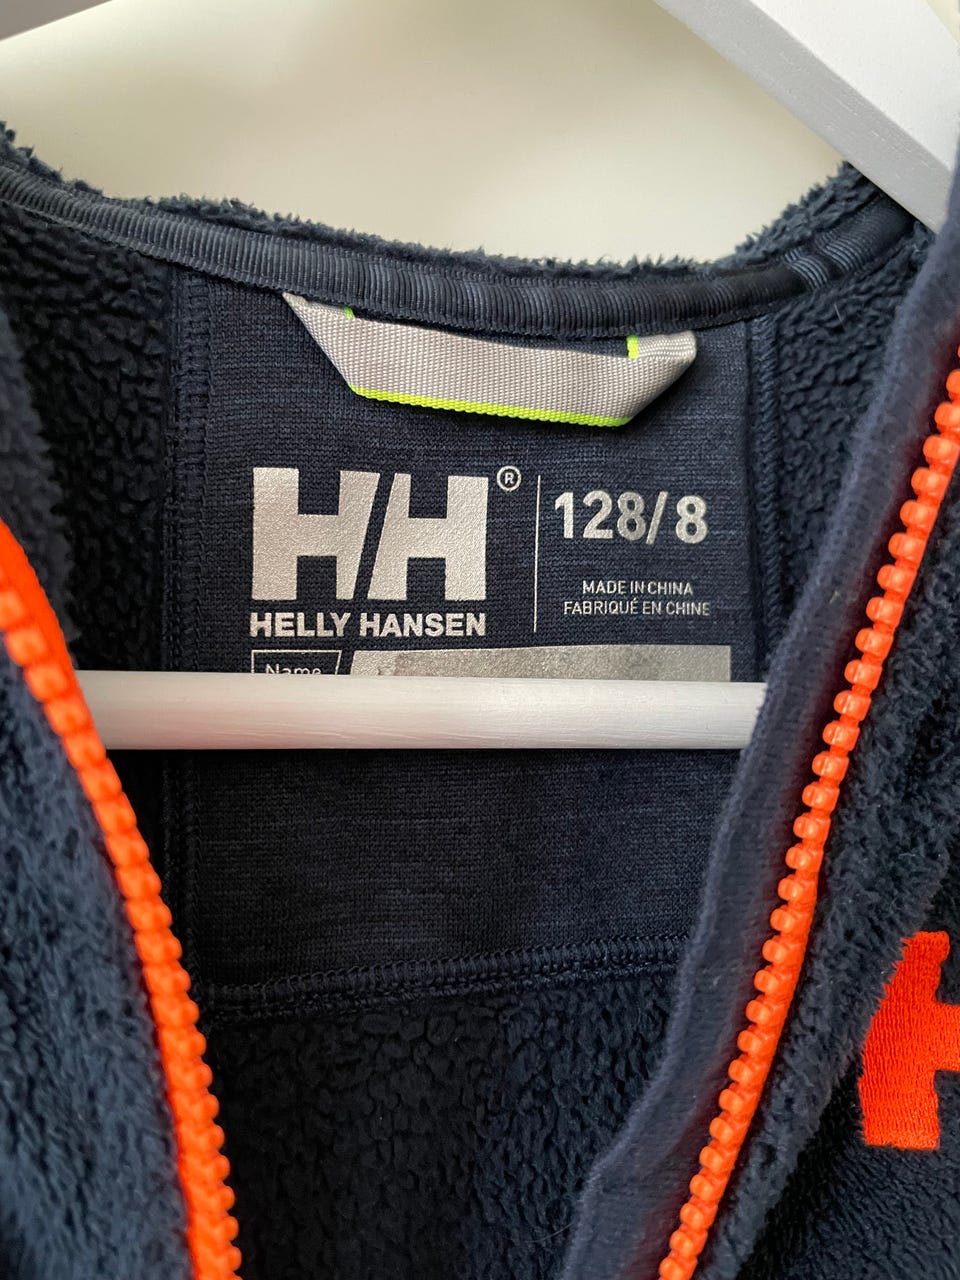 HH®
HELLY HANSEN
128/8
MADE IN CHINA
FABRIQUÉ EN CHINE
Name
H